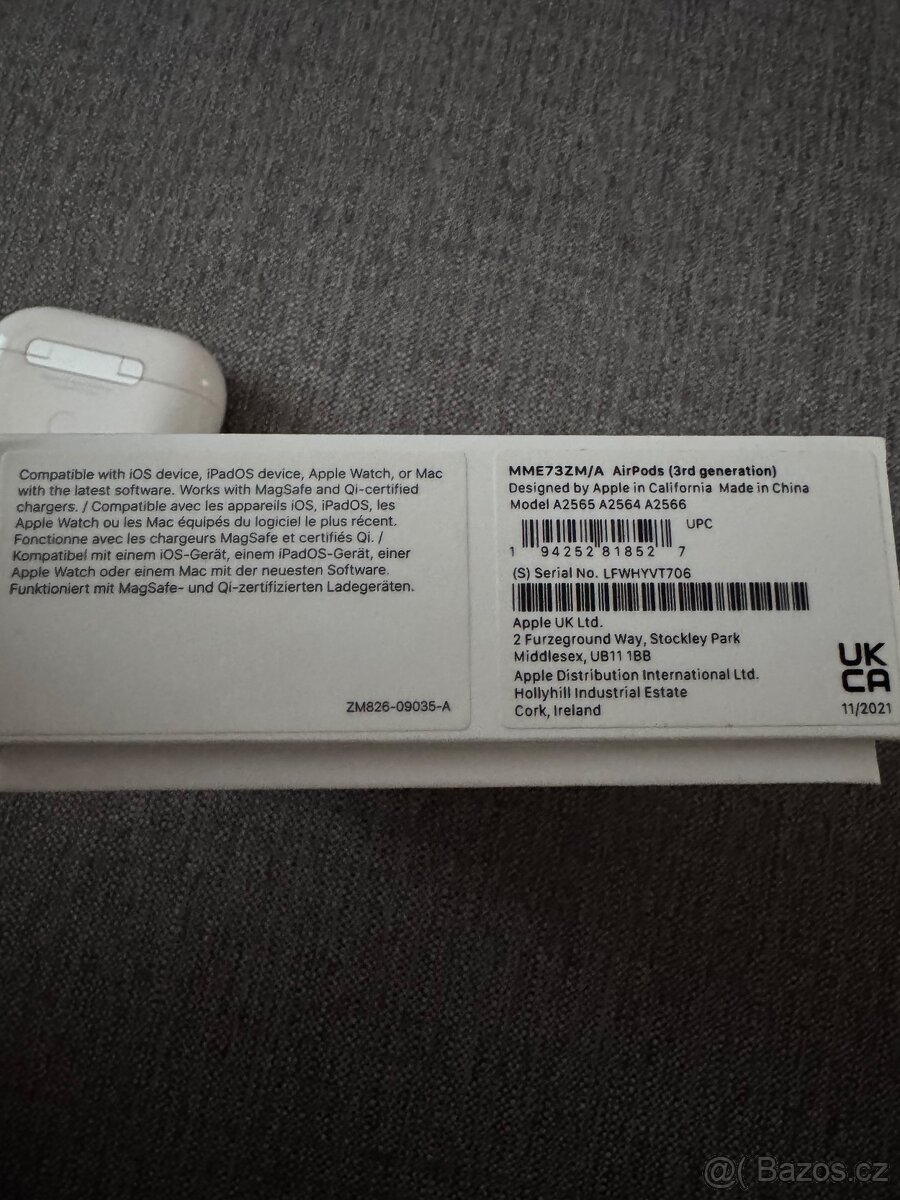 Compatible with iOS device, iPadOS device, Apple Watch, or Mac
with the latest software. Works with MagSafe and Qi-certified
chargers. / Compatible avec les appareils iOS, iPadOS, les
Apple Watch ou les Mac équipés du logiciel le plus récent.
Fonctionne avec les chargeurs MagSafe et certifiés Qi. /
Kompatibel mit einem iOS-Gerät, einem iPadOS-Gerät, einer
Apple Watch oder einem Mac mit der neuesten Software.
Funktioniert mit MagSafe- und Qi-zertifizierten Ladegeräten.
ZM826-09035-A
MME73ZM/A AirPods (3rd generation)
Designed by Apple in California Made in China
Model A2565 A2564 A2566
UPC
1 94252 81852 7
(S) Serial No. LFWHYVT706
Apple UK Ltd.
2 Furzeground Way, Stockley Park
Middlesex, UB11 1BB
Apple Distribution International Ltd.
Hollyhill Industrial Estate
Cork, Ireland
UK
CA
11/2021
@( Bazos.cz